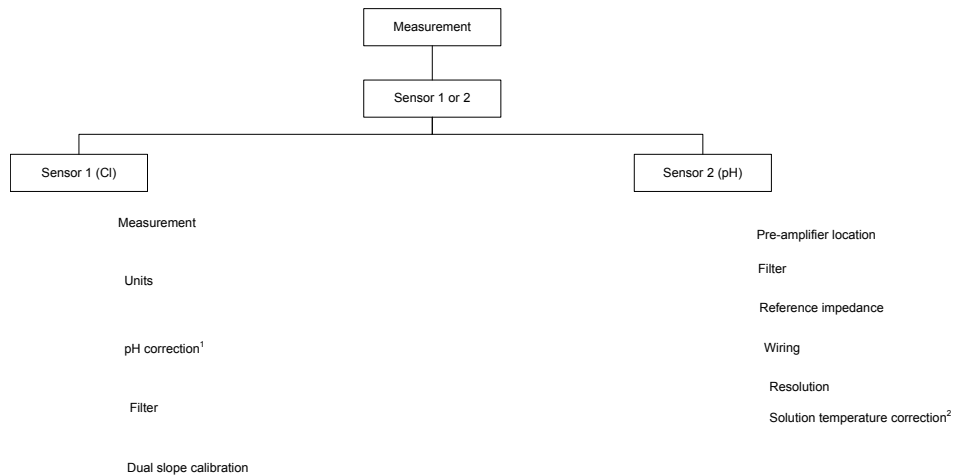 Measurement
Sensor 1 or 2
Sensor 1 (Cl)
Sensor 2 (pH)
Measurement
Units
pH correction¹
Filter
Dual slope calibration
Pre-amplifier location
Filter
Reference impedance
Wiring
Resolution
Solution temperature correction²